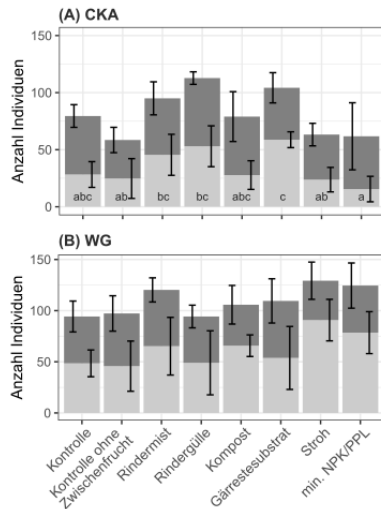 (A) CKA
Anzahl Individuen
150
100
50
0
abc ab bc bc abc c ab a
(B) WG
Anzahl Individuen
150
100
50
0
Kontrolle
Kontrolle ohne
Zwischenfrucht
Rindermist
Rindergülle
Kompost
Gärrestesubstrat
Stroh
min. NPK/PPL